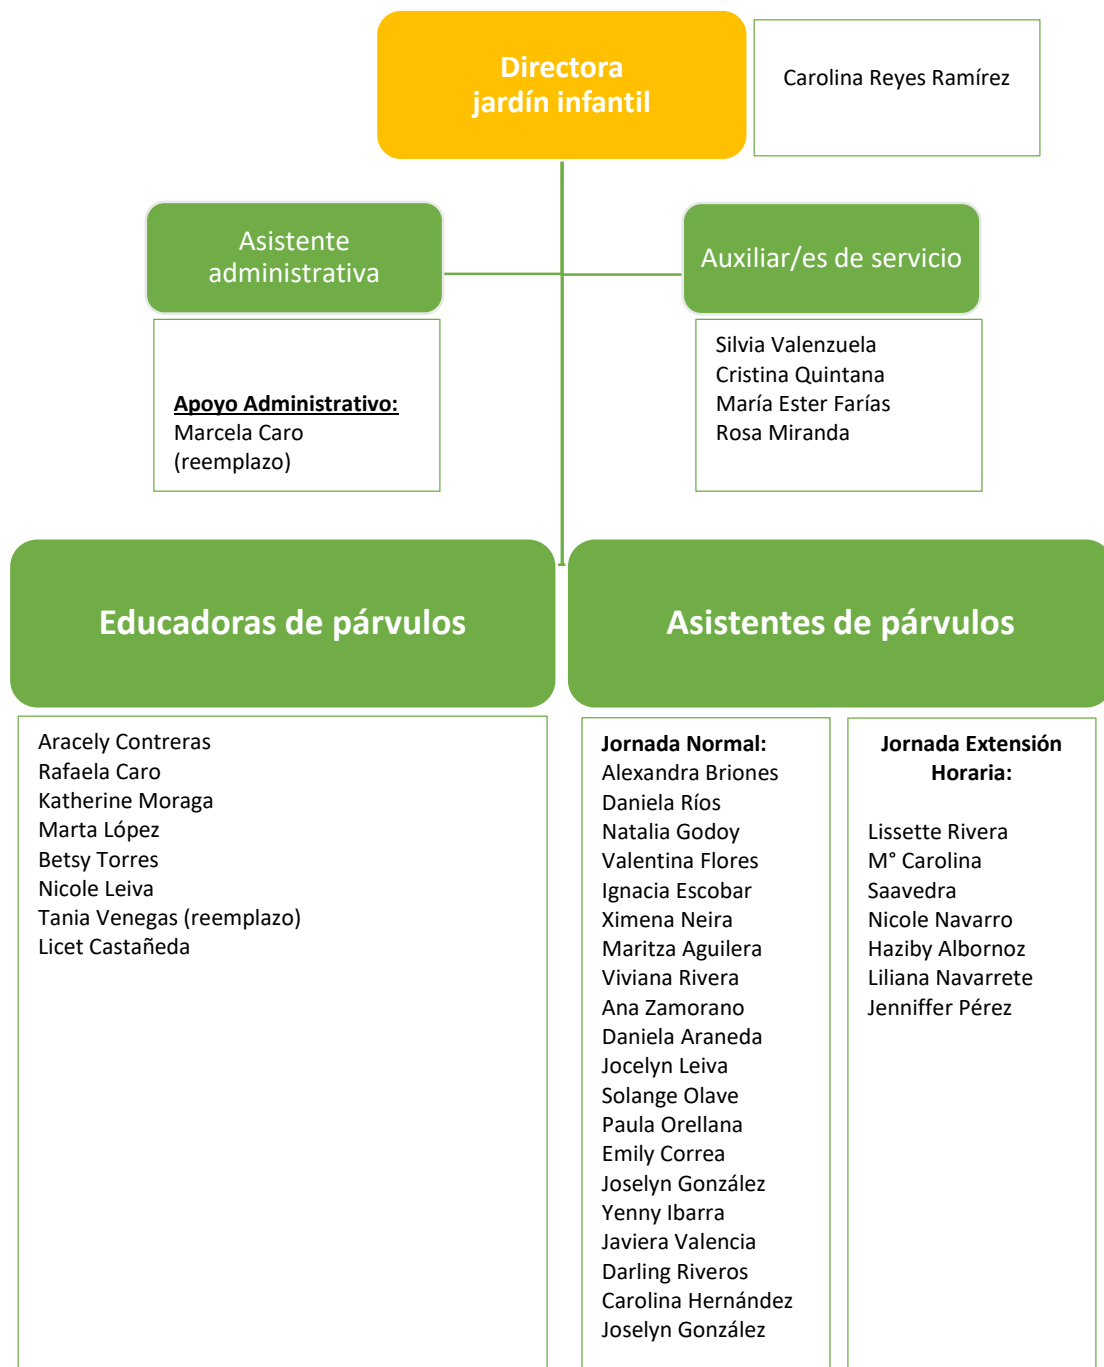 Directora
jardín infantil
Carolina Reyes Ramírez
Asistente
administrativa
Auxiliar/es de servicio
Apoyo Administrativo:
Marcela Caro
(reemplazo)
Silvia Valenzuela
Cristina Quintana
María Ester Farías
Rosa Miranda
Educadoras de párvulos
Asistentes de párvulos
Aracely Contreras
Rafaela Caro
Katherine Moraga
Marta López
Betsy Torres
Nicole Leiva
Tania Venegas (reemplazo)
Licet Castañeda
Jornada Normal:
Alexandra Briones
Daniela Ríos
Natalia Godoy
Valentina Flores
Ignacia Escobar
Ximena Neira
Maritza Aguilera
Viviana Rivera
Ana Zamorano
Daniela Araneda
Jocelyn Leiva
Solange Olave
Paula Orellana
Emily Correa
Joselyn González
Yenny Ibarra
Javiera Valencia
Darling Riveros
Carolina Hernández
Joselyn González
Jornada Extensión
Horaria:
Lissette Rivera
M° Carolina
Saavedra
Nicole Navarro
Haziby Albornoz
Liliana Navarrete
Jenniffer Pérez